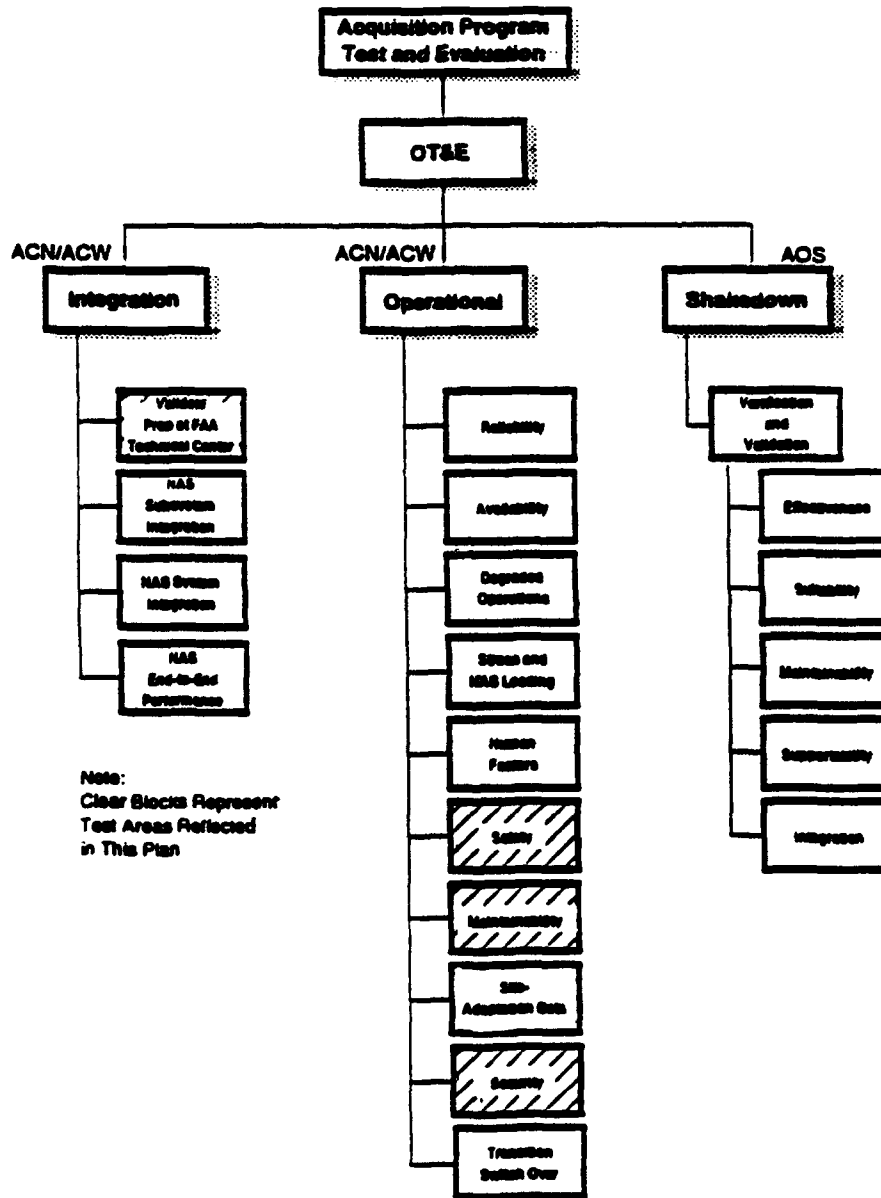 Acquisition Program
Test and Evaluation
OT&E
ACN/ACW
Integration
ACN/ACW
Operational
AOS
Shakedown
Vendor
Prep at FAA
Technical Center
NAS
Subsystem
Integration
NAS System
Integration
NAS
End-to-End
Performance
Note:
Clear Blocks Represent
Test Areas Reflected
in This Plan
Reliability
Availability
Degraded
Operations
Stress and
NAS Loading
Human
Factors
Safety
Maintainability
Site-
Adaptation Data
Security
Transition
Switch Over
Verification
and
Validation
Effectiveness
Suitability
Maintainability
Supportability
Integration